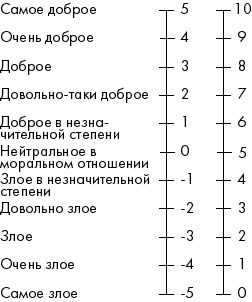 Самое доброе 5 10
Очень доброе 4 9
Доброе 3 8
Довольно-таки доброе 2 7
Доброе в незна-
чительной степени 1 6
Нейтральное в
моральном отношении 0 5
Злое в незначительной
степени -1 4
Довольно злое -2 3
Злое -3 2
Очень злое -4 1
Самое злое -5 0